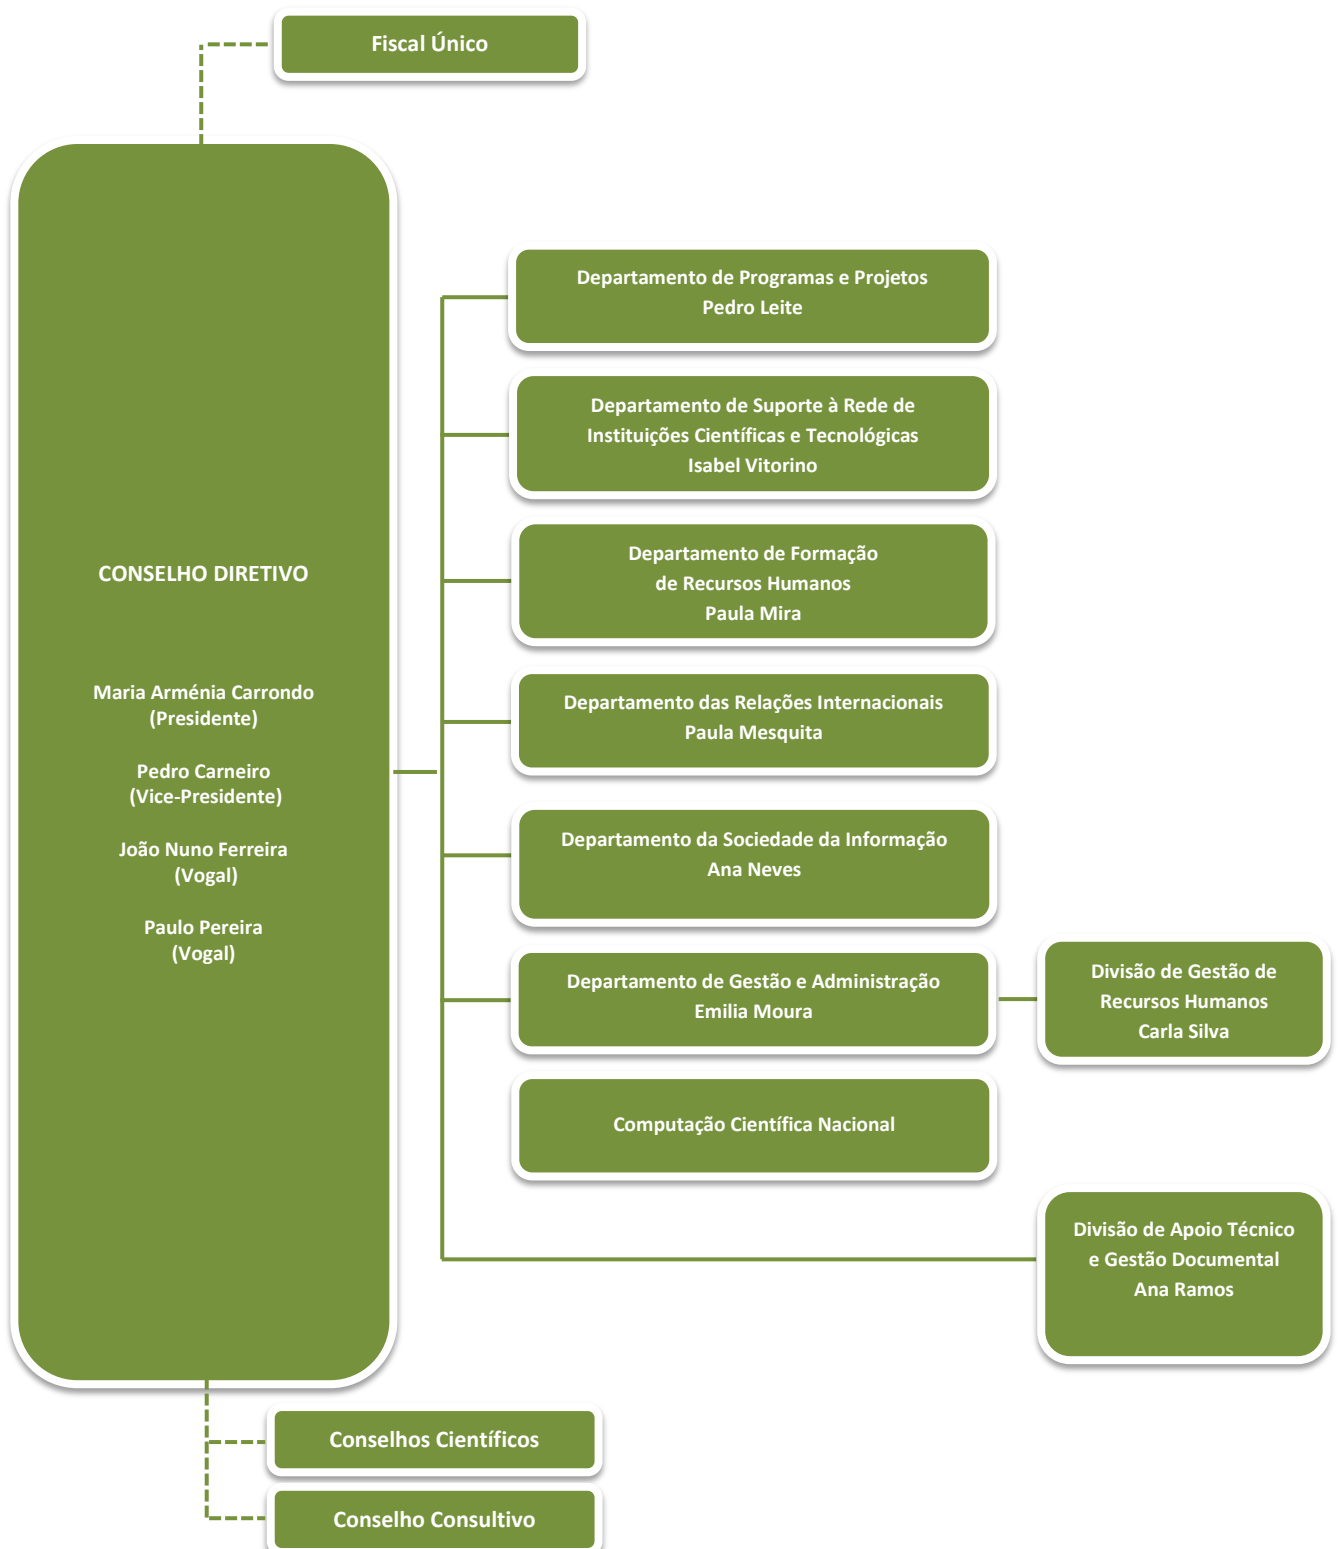 Fiscal Único
CONSELHO DIRETIVO
Maria Arménia Carrondo
(Presidente)
Pedro Carneiro
(Vice-Presidente)
João Nuno Ferreira
(Vogal)
Paulo Pereira
(Vogal)
Departamento de Programas e Projetos
Pedro Leite
Departamento de Suporte à Rede de
Instituições Científicas e Tecnológicas
Isabel Vitorino
Departamento de Formação
de Recursos Humanos
Paula Mira
Departamento das Relações Internacionais
Paula Mesquita
Departamento da Sociedade da Informação
Ana Neves
Departamento de Gestão e Administração
Emilia Moura
Divisão de Gestão de
Recursos Humanos
Carla Silva
Computação Científica Nacional
Divisão de Apoio Técnico
e Gestão Documental
Ana Ramos
Conselhos Científicos
Conselho Consultivo